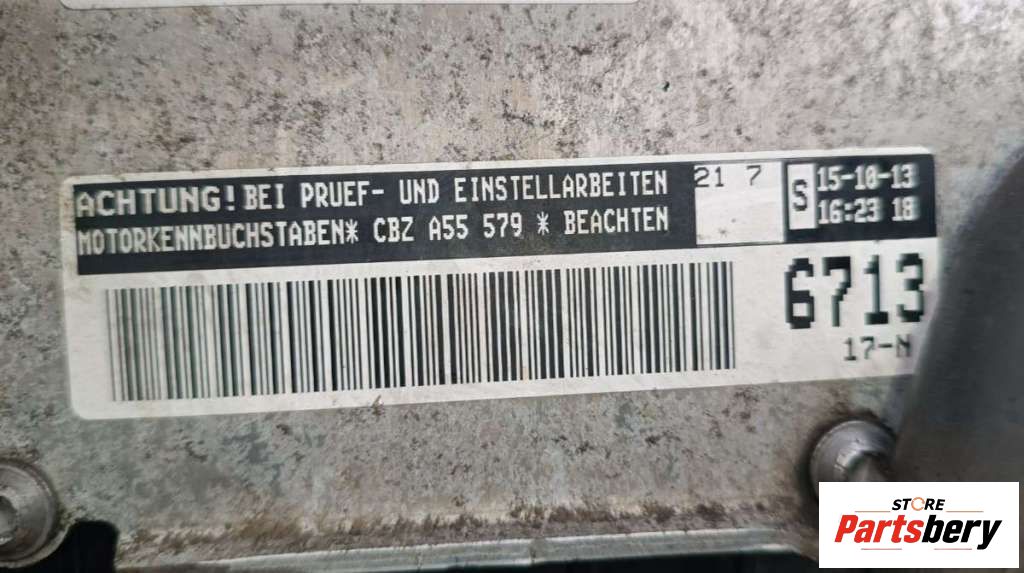 ACHTUNG! BEI PRUEF- UND EINSTELLARBEITEN
MOTORKENNBUCHSTABEN* CBZ A55 579 * BEACHTEN
21 7
S
15-10-13
16:23 18
6713
17-N
STORE
Partsbery